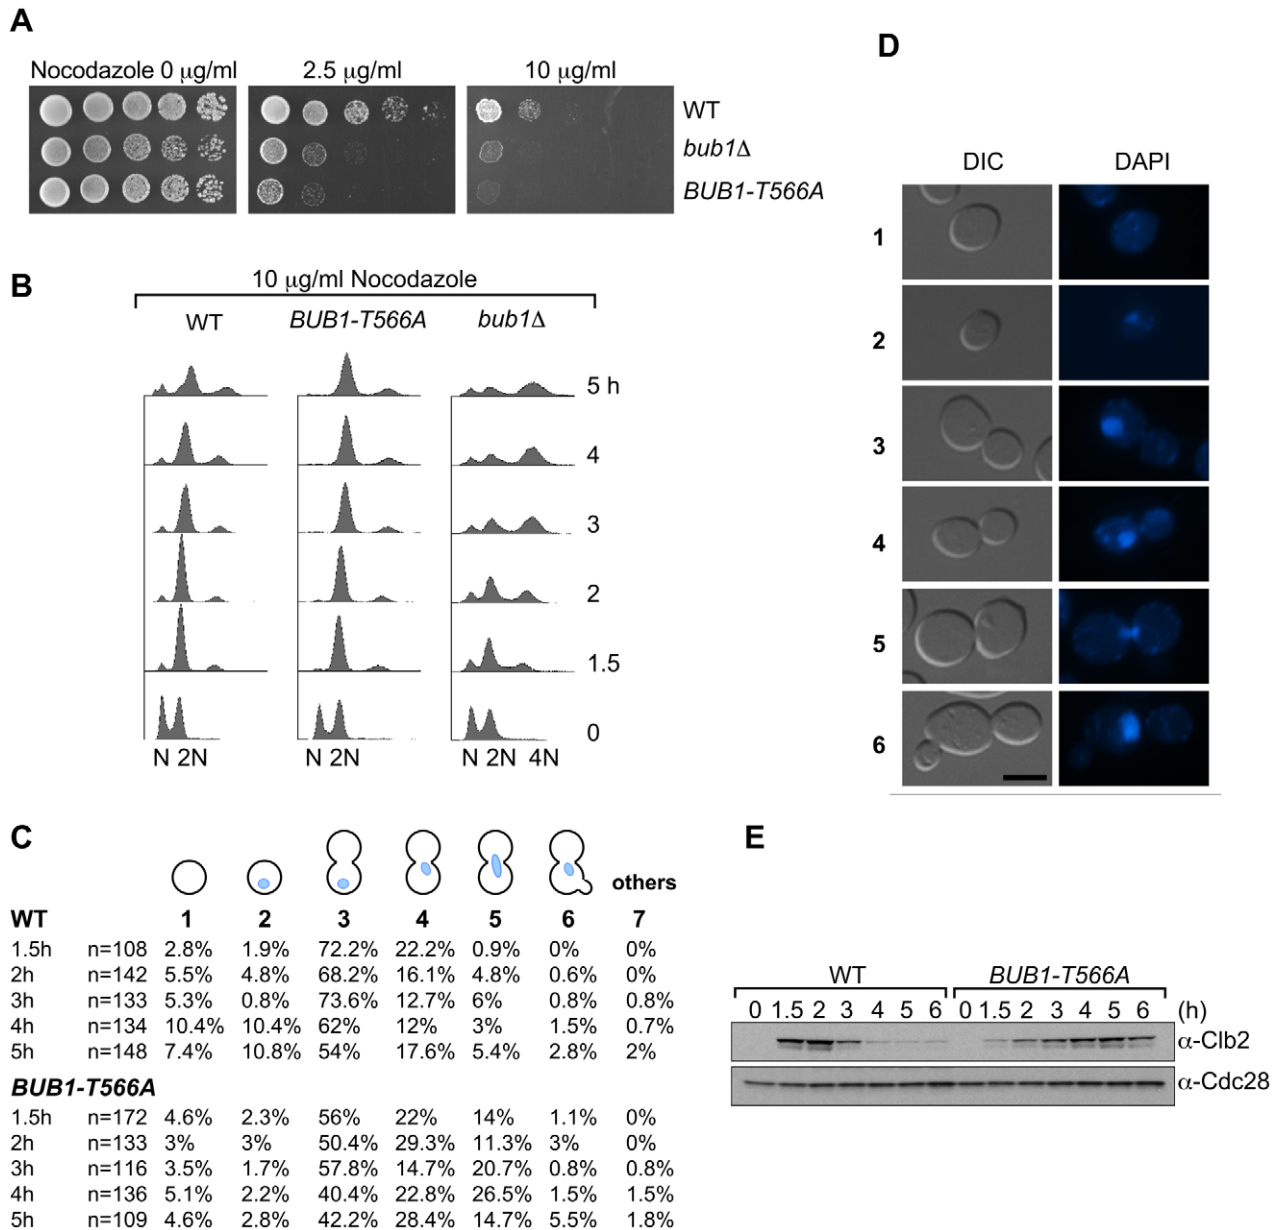 A
Nocodazole 0 μg/ml 2.5 μg/ml 10 μg/ml
WT
bub1Δ
BUB1-T566A
B
10 μg/ml Nocodazole
WT BUB1-T566A bub1Δ
5 h
4
3
2
1.5
0
N 2N N 2N N 2N 4N
C
others
WT 1 2 3 4 5 6 7
1.5h n=108 2.8% 1.9% 72.2% 22.2% 0.9% 0% 0%
2h n=142 5.5% 4.8% 68.2% 16.1% 4.8% 0.6% 0%
3h n=133 5.3% 0.8% 73.6% 12.7% 6% 0.8% 0.8%
4h n=134 10.4% 10.4% 62% 12% 3% 1.5% 0.7%
5h n=148 7.4% 10.8% 54% 17.6% 5.4% 2.8% 2%
BUB1-T566A
1.5h n=172 4.6% 2.3% 56% 22% 14% 1.1% 0%
2h n=133 3% 3% 50.4% 29.3% 11.3% 3% 0%
3h n=116 3.5% 1.7% 57.8% 14.7% 20.7% 0.8% 0.8%
4h n=136 5.1% 2.2% 40.4% 22.8% 26.5% 1.5% 1.5%
5h n=109 4.6% 2.8% 42.2% 28.4% 14.7% 5.5% 1.8%
D
DIC DAPI
1
2
3
4
5
6
E
WT BUB1-T566A
0 1.5 2 3 4 5 6 0 1.5 2 3 4 5 6 (h)
α-Clb2
α-Cdc28